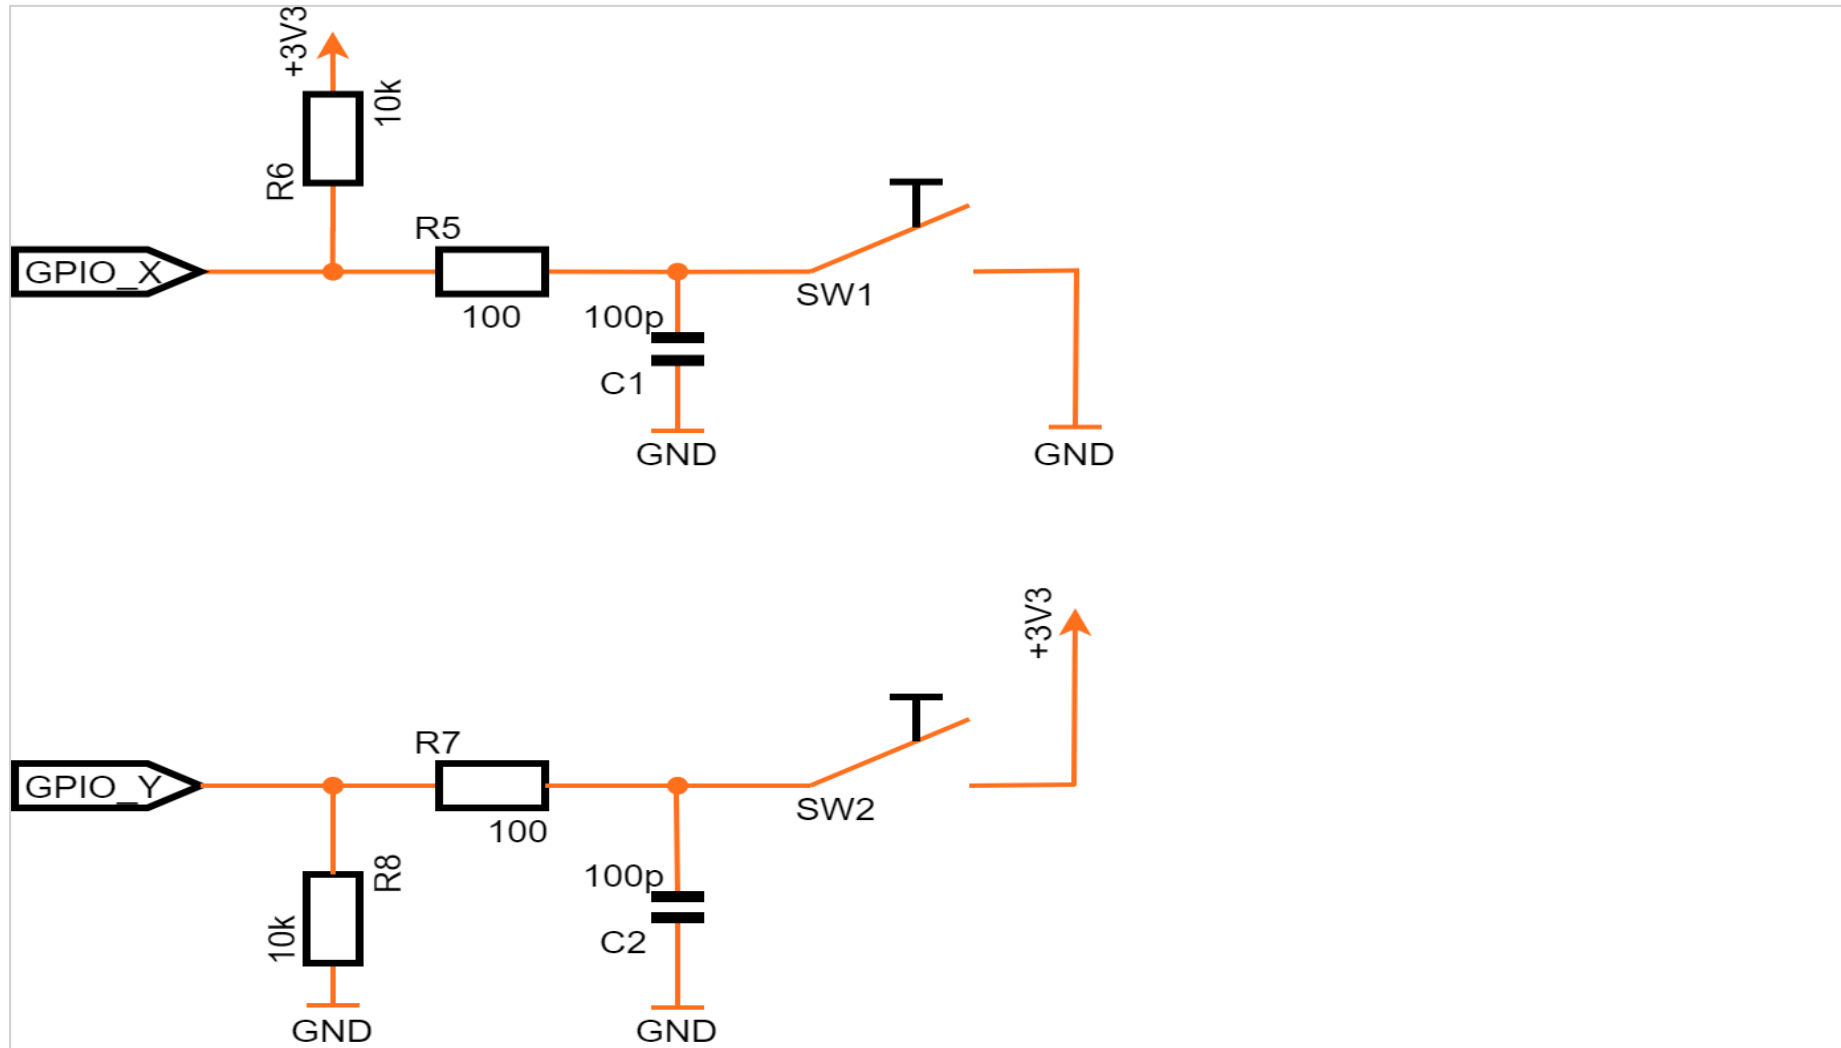 +3V3
10k
R6
R5
GPIO_X
100
100p
SW1
C1
GND
GND
+3V3
R7
GPIO_Y
SW2
100
R8
100p
10k
C2
GND
GND